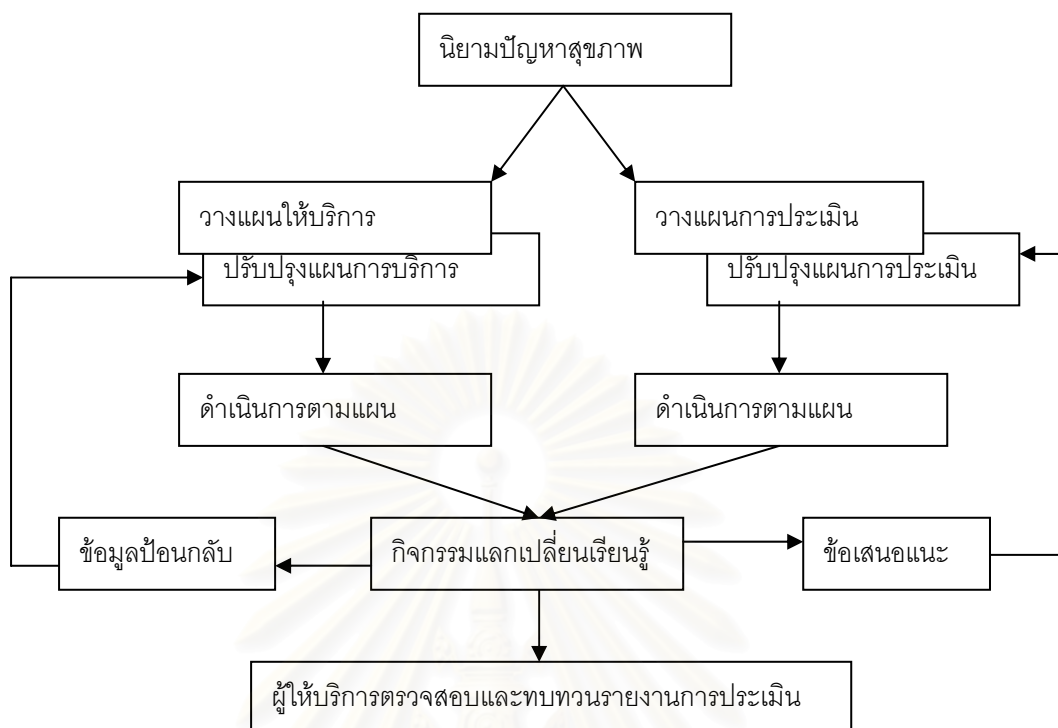 นิยามปัญหาสุขภาพ
วางแผนให้บริการ
วางแผนการประเมิน
ปรับปรุงแผนการบริการ
ปรับปรุงแผนการประเมิน
ดำเนินการตามแผน
ดำเนินการตามแผน
ข้อมูลป้อนกลับ
กิจกรรมแลกเปลี่ยนเรียนรู้
ข้อเสนอแนะ
ผู้ให้บริการตรวจสอบและทบทวนรายงานการประเมิน